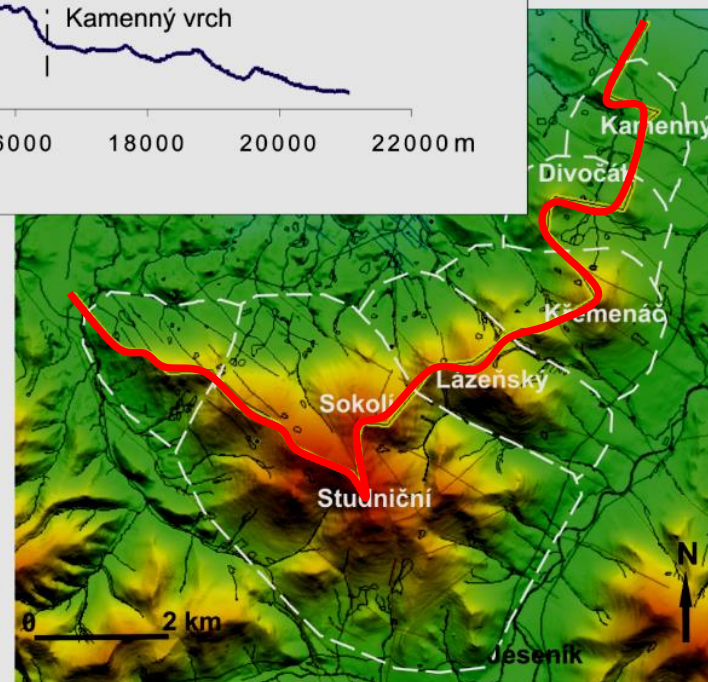 Kamenný vrch
6000 18000 20000 22000 m
Kamenný
Divočák
Křemenáč
Lázeňský
Sokolí
Studniční
N
0 2 km
Jeseník